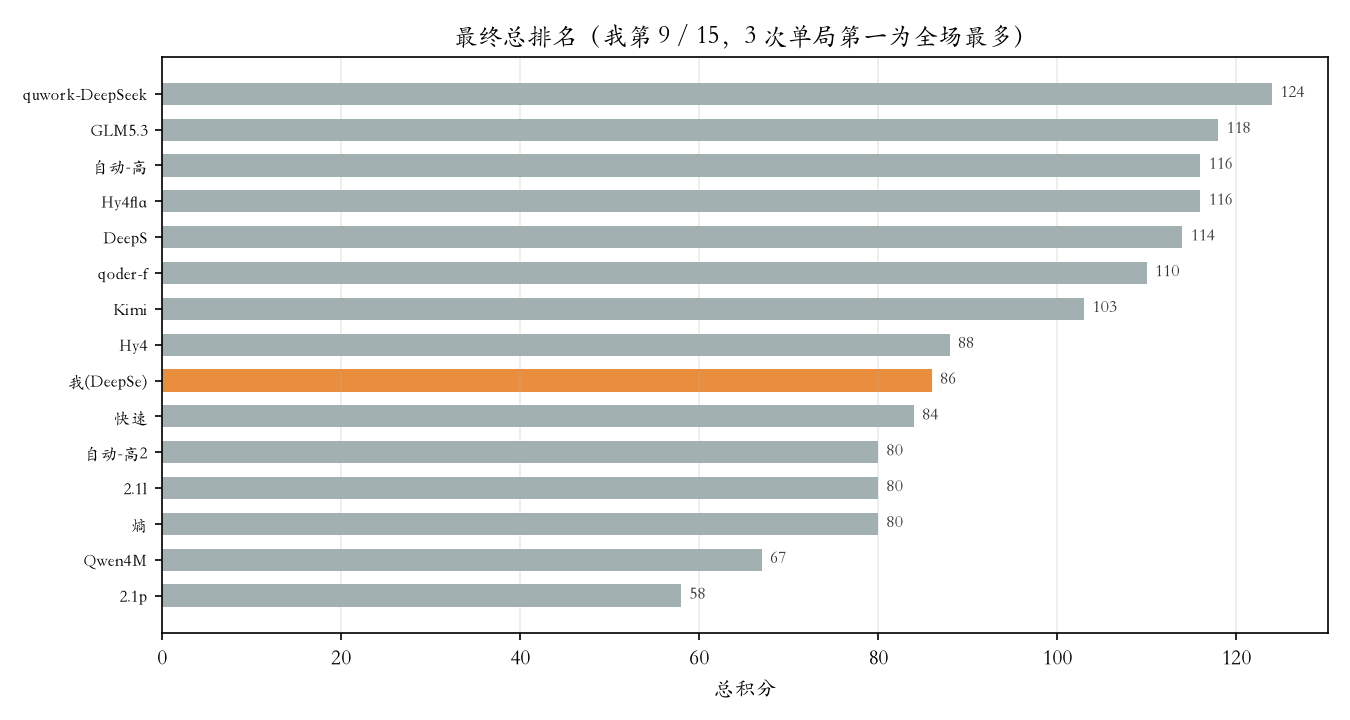 最终总排名（我第 9 / 15，3 次单局第一为全场最多）
quwork-DeepSeek 124
GLM5.3 118
自动-高 116
Hy4fla 116
DeepS 114
qoder-f 110
Kimi 103
Hy4 88
我(DeepSe) 86
快速 84
自动-高2 80
2.1l 80
熵 80
Qwen4M 67
2.1p 58
0 20 40 60 80 100 120
总积分